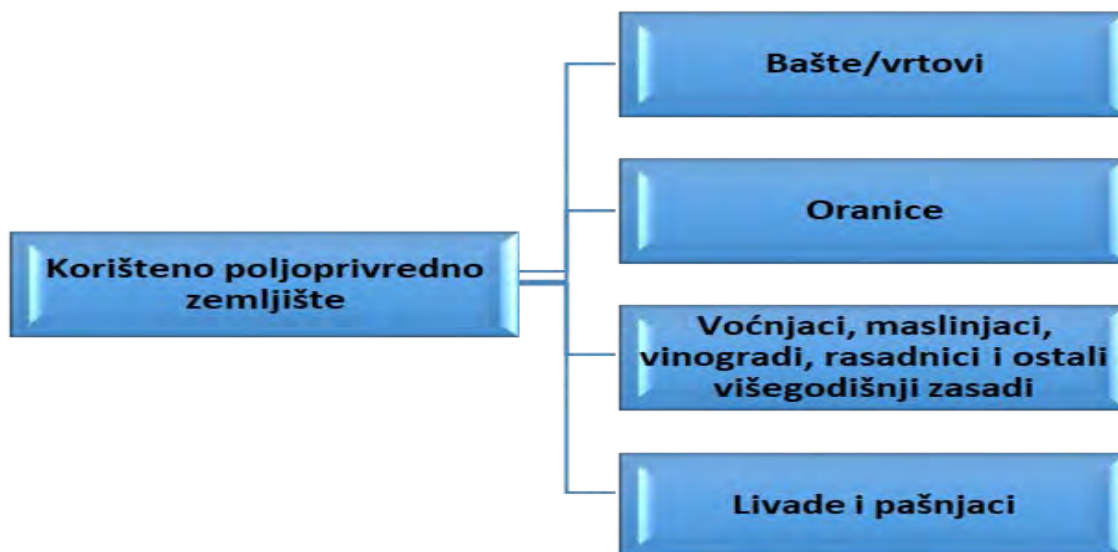 Korišteno poljoprivredno
zemljište
Bašte/vrtovi
Oranice
Voćnjaci, maslinjaci,
vinogradi, rasadnici i ostali
višegodišnji zasadi
Livade i pašnjaci